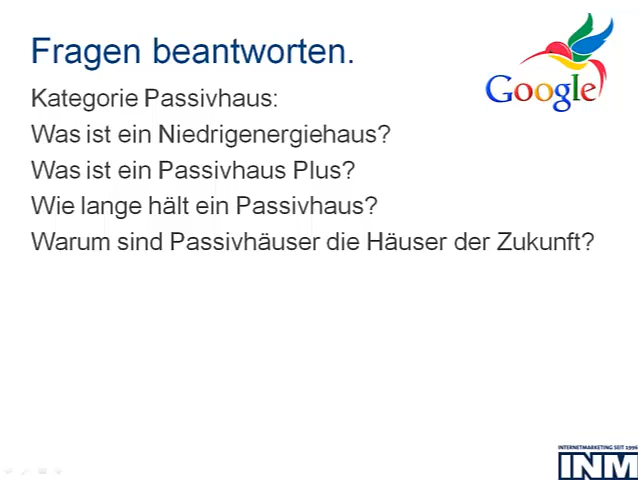 Fragen beantworten.
Google
Kategorie Passivhaus:
Was ist ein Niedrigenergiehaus?
Was ist ein Passivhaus Plus?
Wie lange hält ein Passivhaus?
Warum sind Passivhäuser die Häuser der Zukunft?
INTERNETMARKETING SEIT 1996
INM